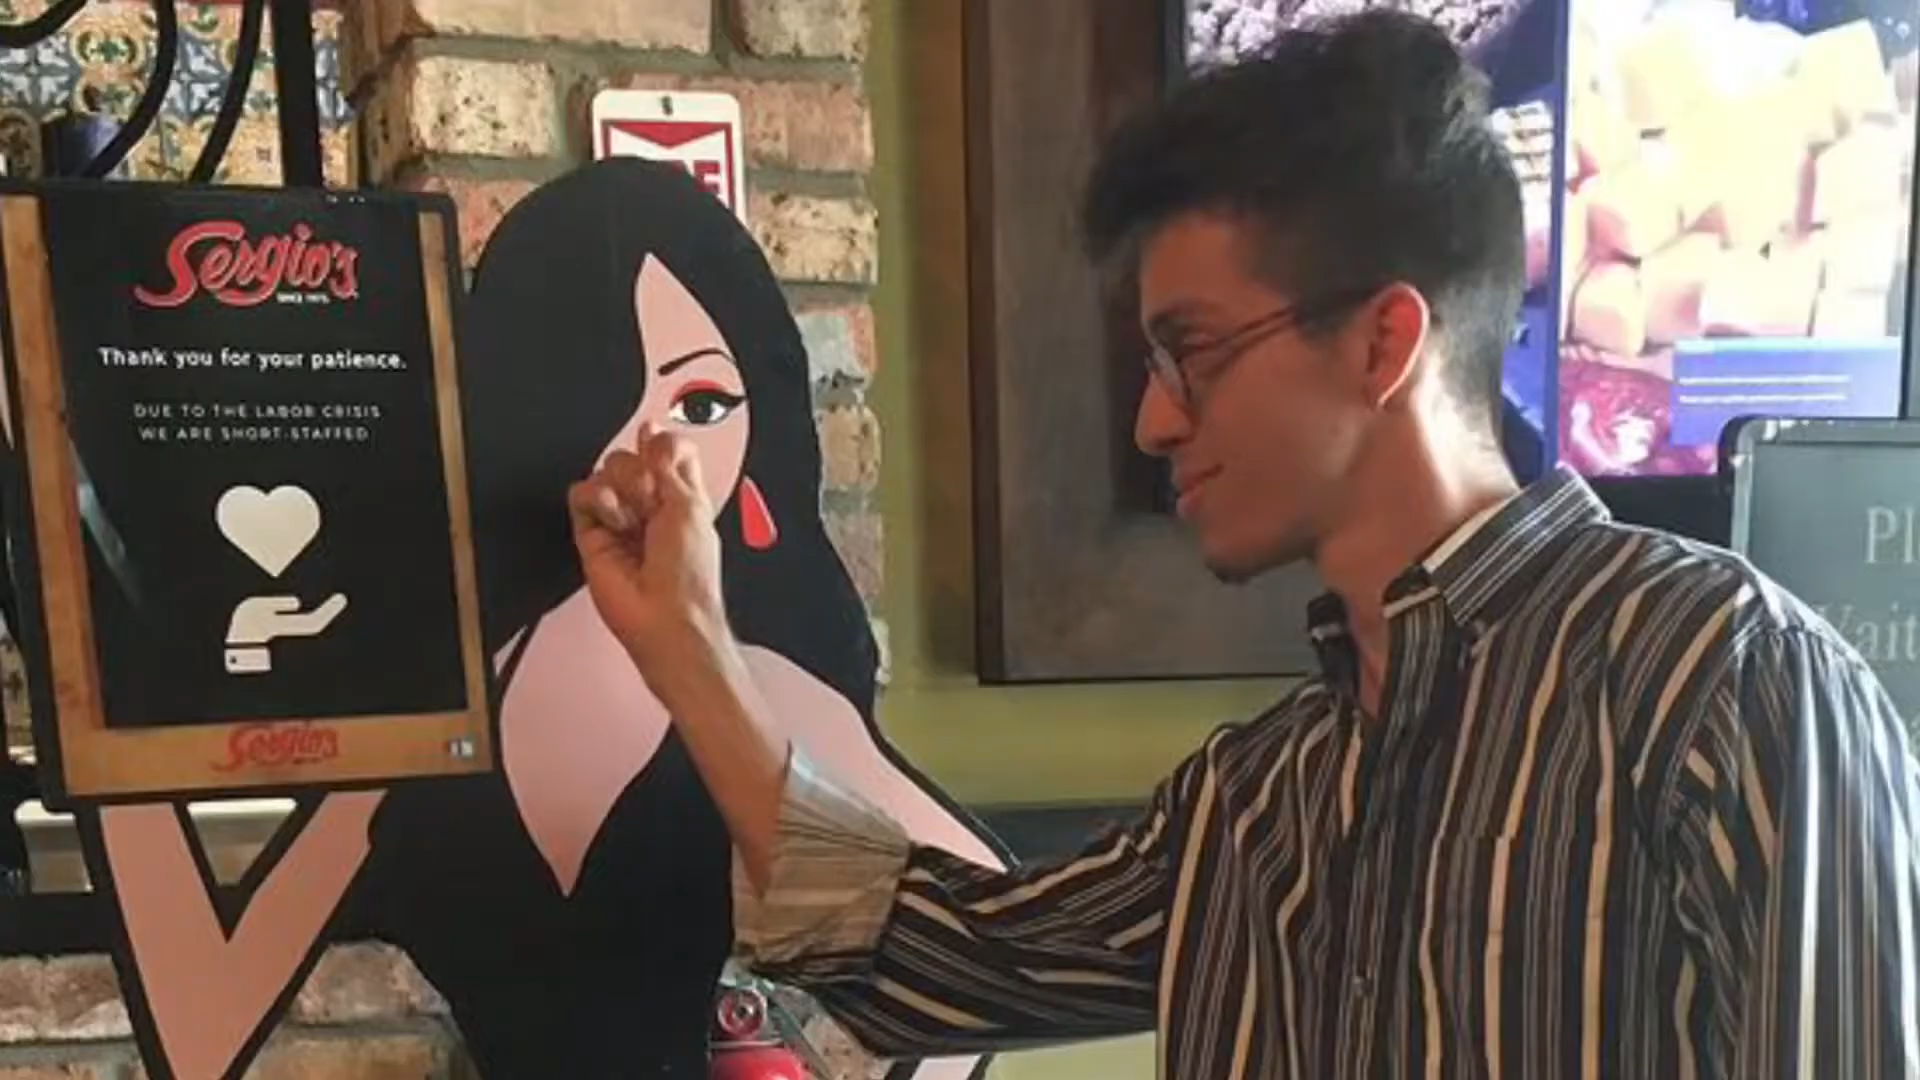 Sergio's
SINCE 1975
Thank you for your patience.
DUE TO THE LABOR CRISIS
WE ARE SHORT-STAFFED
Sergio's